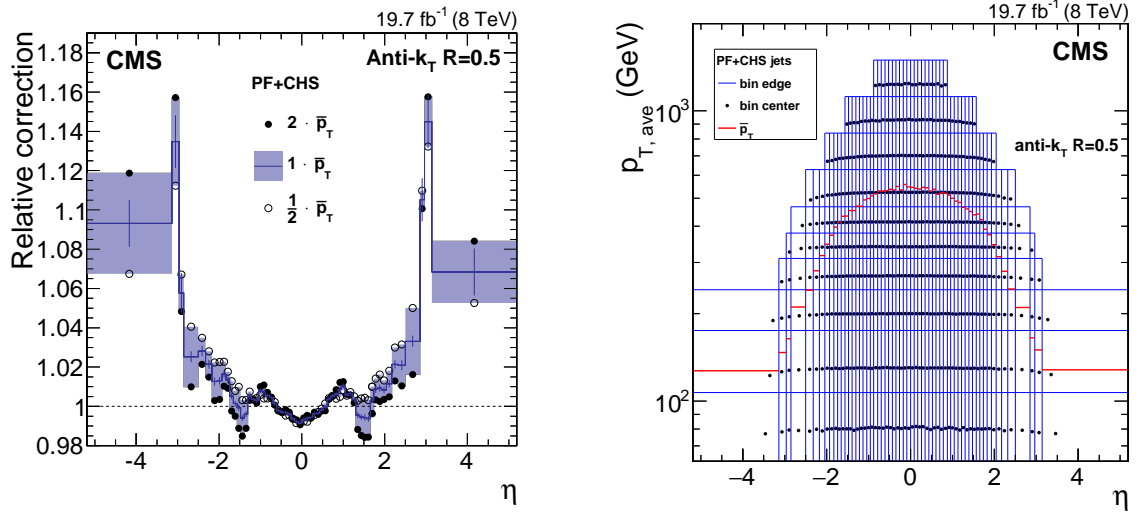 19.7 fb⁻¹ (8 TeV)
CMS
Anti-kT R=0.5
PF+CHS
2 · p̅T
1 · p̅T
½ · p̅T
Relative correction
1.18
1.16
1.14
1.12
1.1
1.08
1.06
1.04
1.02
1
0.98
-4 -2 0 2 4
η
19.7 fb⁻¹ (8 TeV)
CMS
PF+CHS jets
bin edge
bin center
p̅T
anti-kT R=0.5
pT, ave (GeV)
10³
10²
−4 −2 0 2 4
η